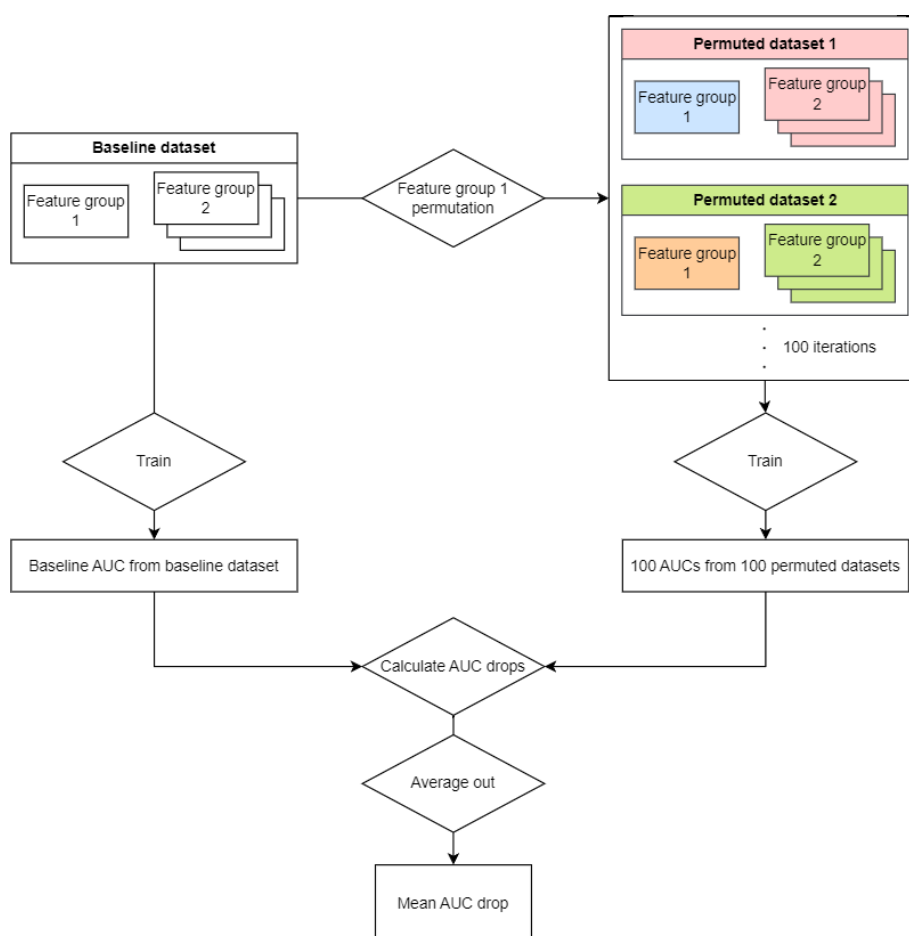 Permuted dataset 1
Feature group
1
Feature group
2
Baseline dataset
Feature group
1
Feature group
2
Feature group 1
permutation
Permuted dataset 2
Feature group
1
Feature group
2
100 iterations
Train
Train
Baseline AUC from baseline dataset
100 AUCs from 100 permuted datasets
Calculate AUC drops
Average out
Mean AUC drop